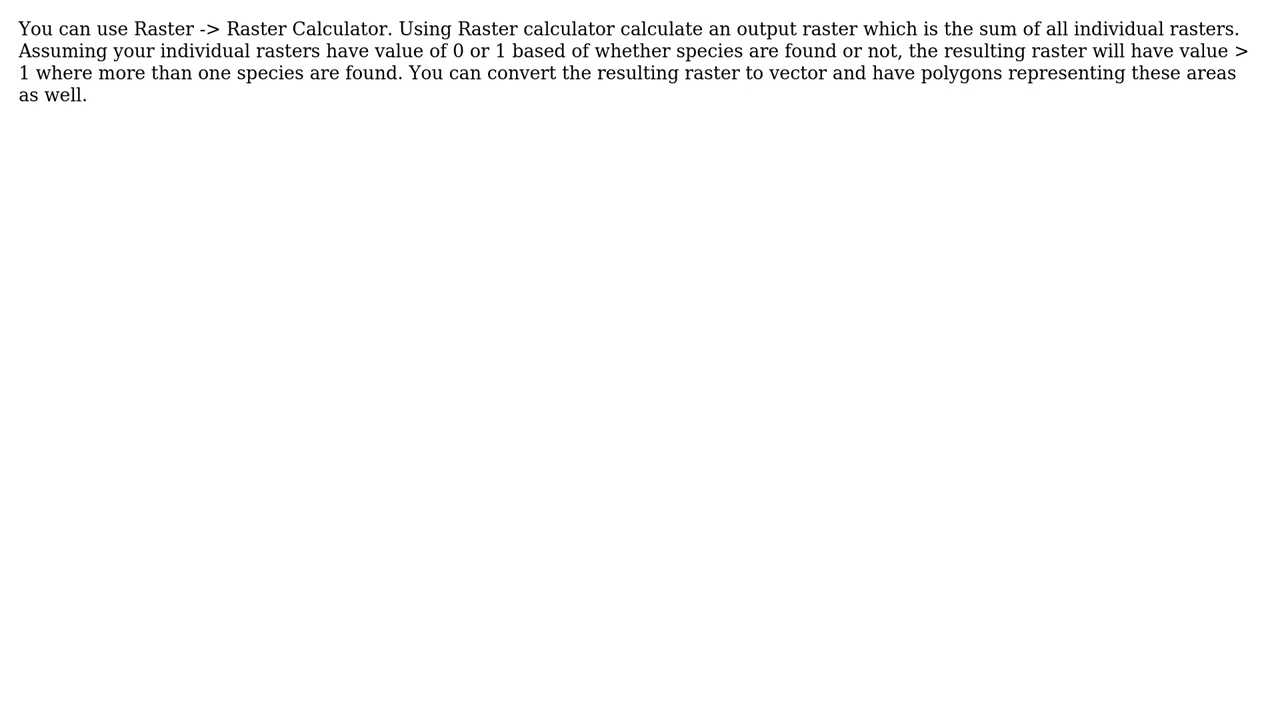 You can use Raster -> Raster Calculator. Using Raster calculator calculate an output raster which is the sum of all individual rasters.
Assuming your individual rasters have value of 0 or 1 based of whether species are found or not, the resulting raster will have value >
1 where more than one species are found. You can convert the resulting raster to vector and have polygons representing these areas
as well.